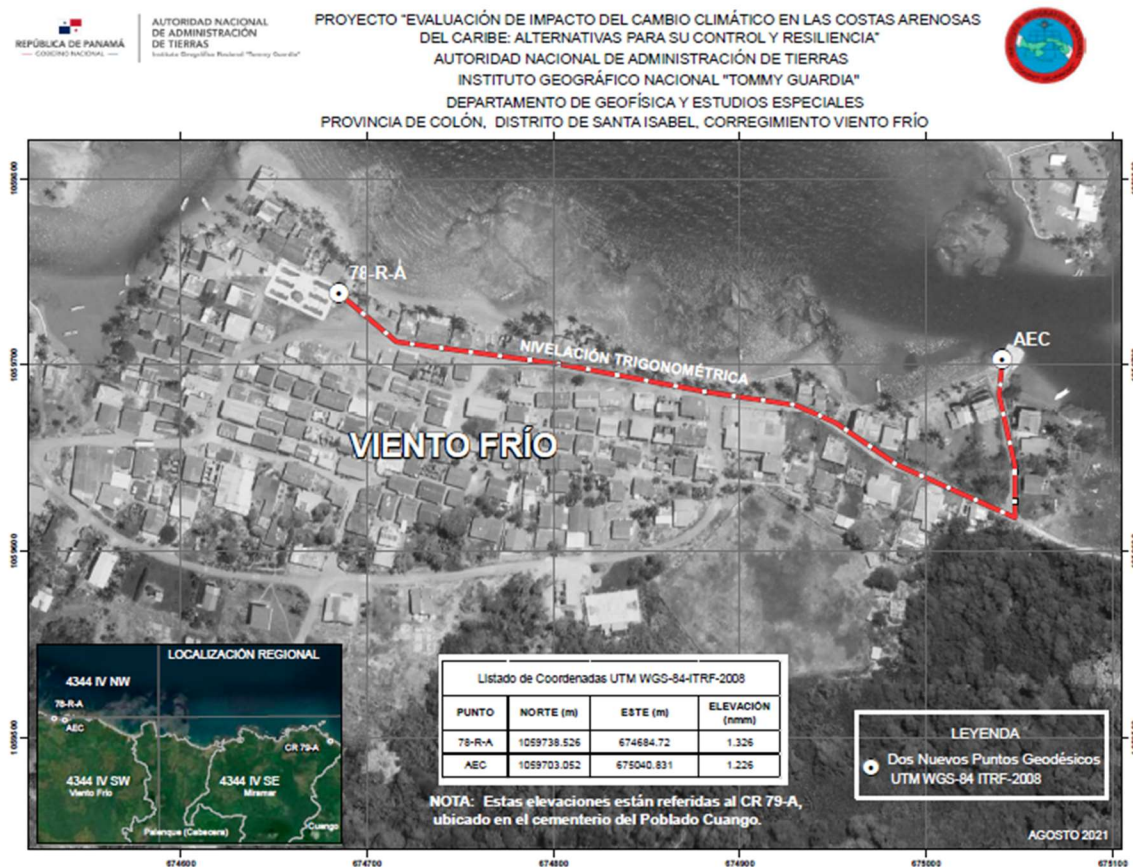 REPÚBLICA DE PANAMÁ
— GOBIERNO NACIONAL —
AUTORIDAD NACIONAL
DE ADMINISTRACIÓN
DE TIERRAS
Instituto Geográfico Nacional "Tommy Guardia"
PROYECTO "EVALUACIÓN DE IMPACTO DEL CAMBIO CLIMÁTICO EN LAS COSTAS ARENOSAS
DEL CARIBE: ALTERNATIVAS PARA SU CONTROL Y RESILIENCIA"
AUTORIDAD NACIONAL DE ADMINISTRACIÓN DE TIERRAS
INSTITUTO GEOGRÁFICO NACIONAL "TOMMY GUARDIA"
DEPARTAMENTO DE GEOFÍSICA Y ESTUDIOS ESPECIALES
PROVINCIA DE COLÓN, DISTRITO DE SANTA ISABEL, CORREGIMIENTO VIENTO FRÍO
78-R-A
AEC
NIVELACIÓN TRIGONOMÉTRICA
VIENTO FRÍO
LOCALIZACIÓN REGIONAL
4344 IV NW
78-R-A
AEC
CR 79-A
4344 IV SW
Viento Frío
4344 IV SE
Miramar
Palenque (Cabecera)
Cuango
Listado de Coordenadas UTM WGS-84-ITRF-2008
PUNTO NORTE (m) ESTE (m) ELEVACIÓN (nmm)
78-R-A 1059738.526 674684.72 1.326
AEC 1059703.052 675040.831 1.226
NOTA: Estas elevaciones están referidas al CR 79-A,
ubicado en el cementerio del Poblado Cuango.
LEYENDA
Dos Nuevos Puntos Geodésicos
UTM WGS-84 ITRF-2008
AGOSTO 2021
674600 674700 674800 674900 675000 675100